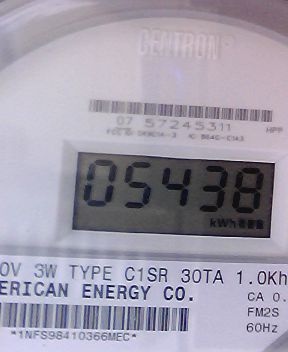 CENTRON®
07 57245311
HPP
05438
kWh
0V 3W TYPE C1SR 30TA 1.0Kh
ERICAN ENERGY CO.
CA 0.
FM2S
*1NFS98410366MEC*
60Hz